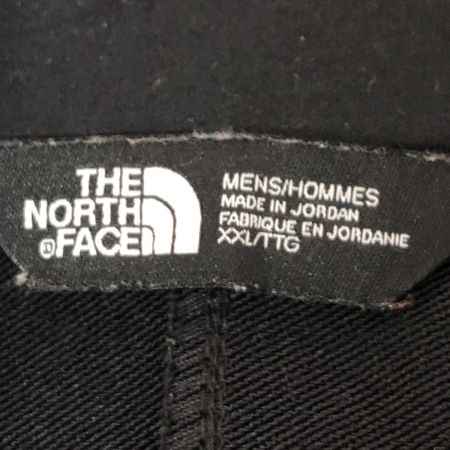 THE
NORTH
®FACE
MENS/HOMMES
MADE IN JORDAN
FABRIQUE EN JORDANIE
XXL/TTG